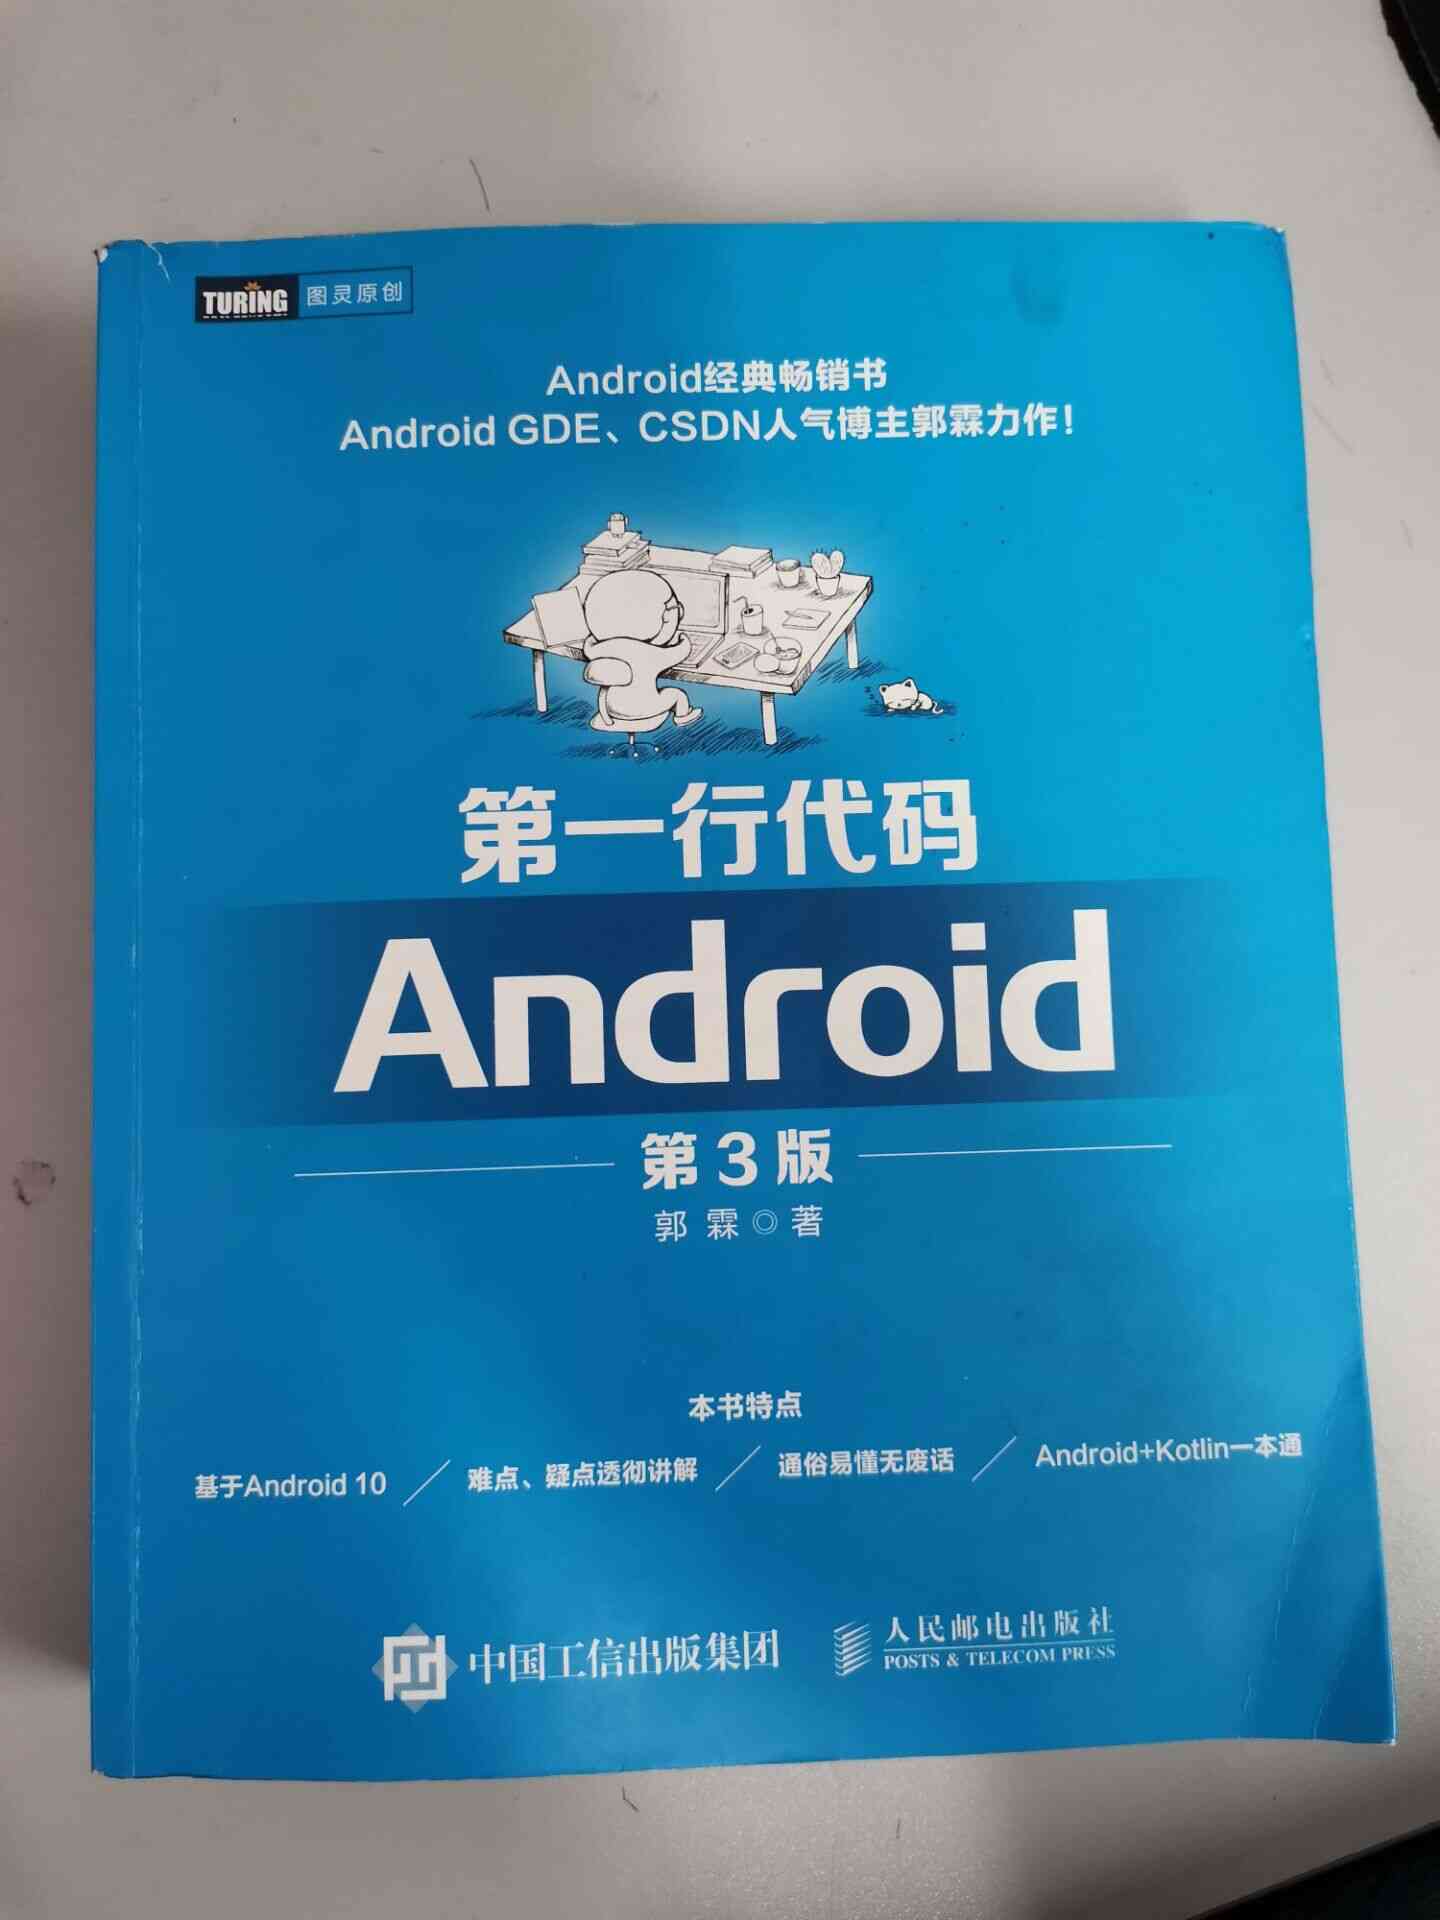 TURING 图灵原创
Android经典畅销书
Android GDE、CSDN人气博主郭霖力作！
第一行代码
Android
第3版
郭 霖 ◎ 著
本书特点
基于Android 10 / 难点、疑点透彻讲解 / 通俗易懂无废话 / Android+Kotlin一本通
中国工信出版集团
人民邮电出版社
POSTS & TELECOM PRESS